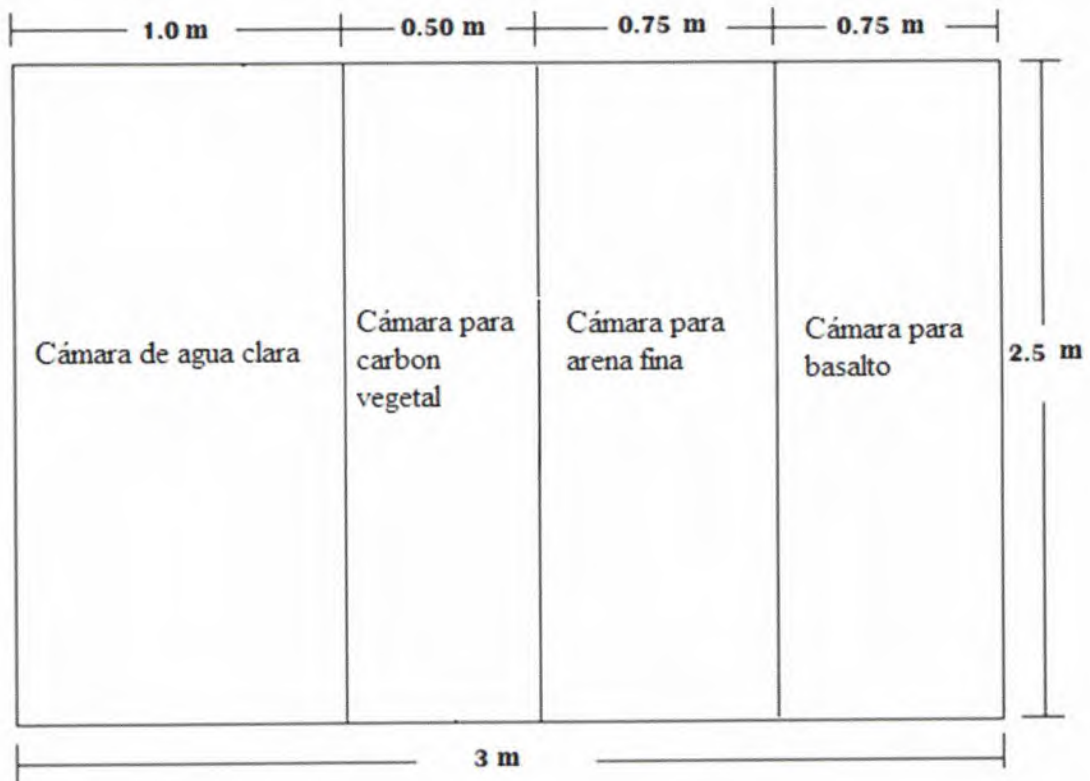 1.0 m
0.50 m
0.75 m
0.75 m
Cámara de agua clara
Cámara para
carbon
vegetal
Cámara para
arena fina
Cámara para
basalto
2.5 m
3 m